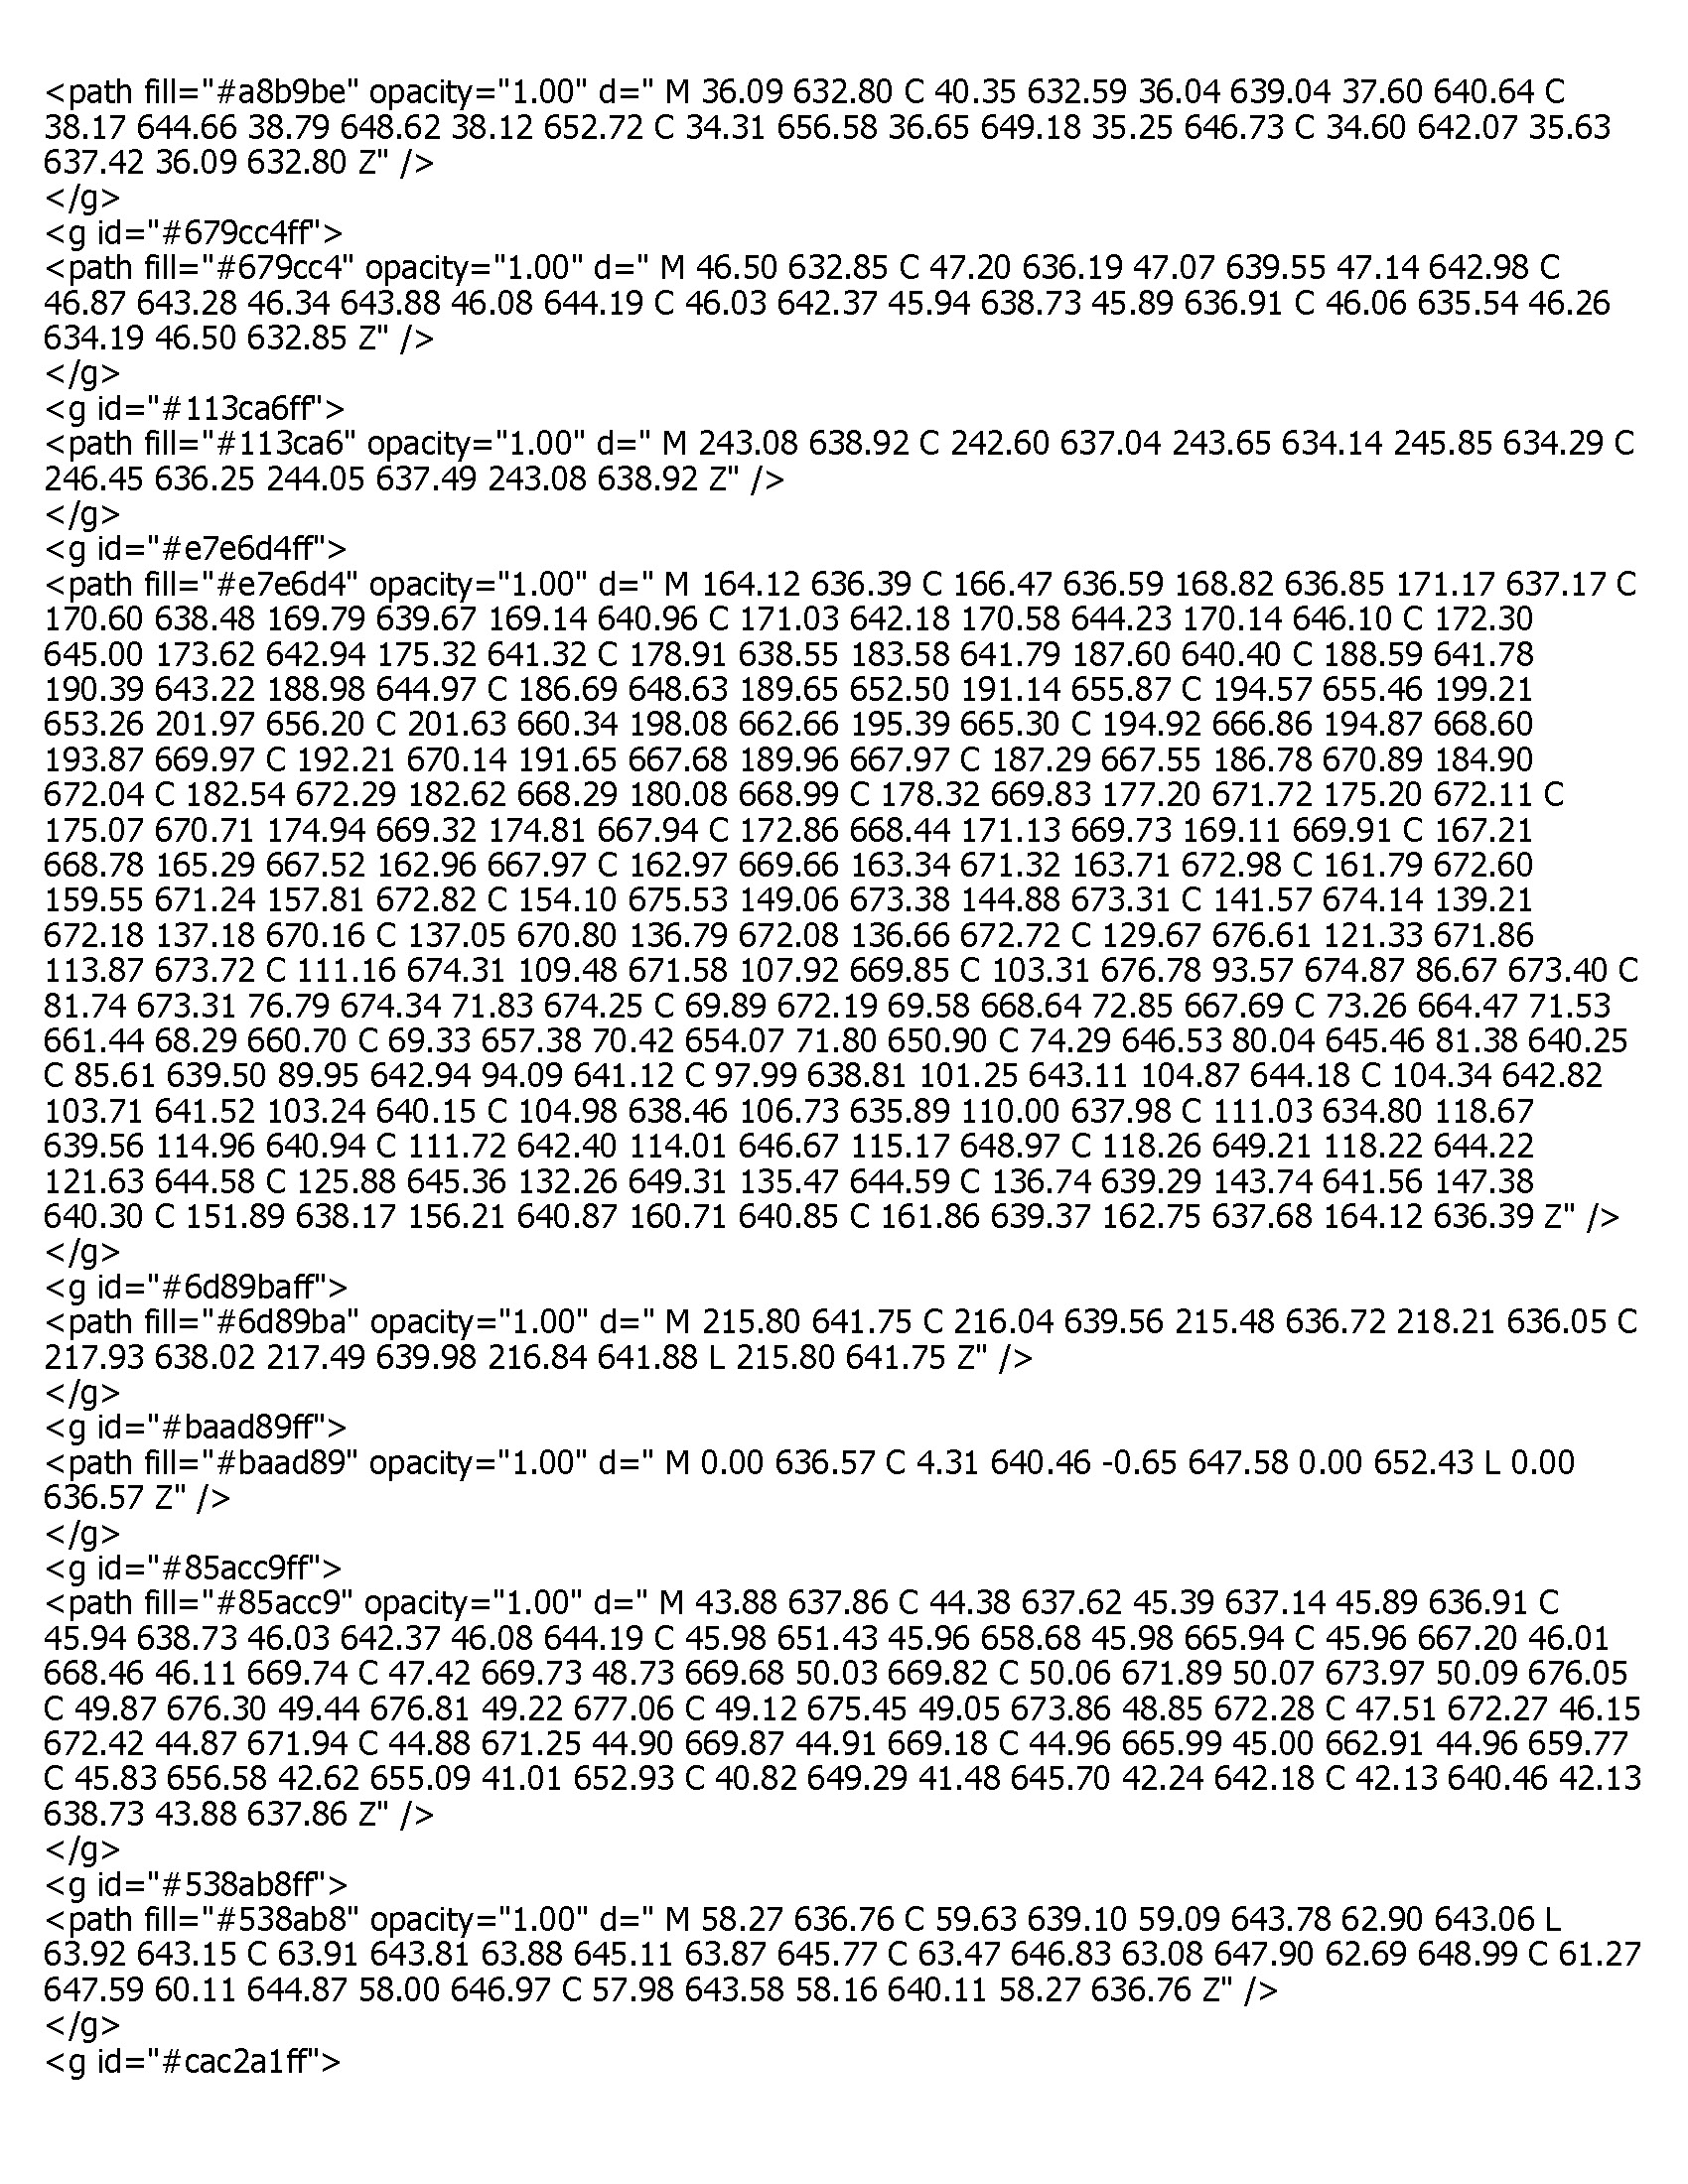 <path fill="#a8b9be" opacity="1.00" d=" M 36.09 632.80 C 40.35 632.59 36.04 639.04 37.60 640.64 C
38.17 644.66 38.79 648.62 38.12 652.72 C 34.31 656.58 36.65 649.18 35.25 646.73 C 34.60 642.07 35.63
637.42 36.09 632.80 Z" />
</g>
<g id="#679cc4ff">
<path fill="#679cc4" opacity="1.00" d=" M 46.50 632.85 C 47.20 636.19 47.07 639.55 47.14 642.98 C
46.87 643.28 46.34 643.88 46.08 644.19 C 46.03 642.37 45.94 638.73 45.89 636.91 C 46.06 635.54 46.26
634.19 46.50 632.85 Z" />
</g>
<g id="#113ca6ff">
<path fill="#113ca6" opacity="1.00" d=" M 243.08 638.92 C 242.60 637.04 243.65 634.14 245.85 634.29 C
246.45 636.25 244.05 637.49 243.08 638.92 Z" />
</g>
<g id="#e7e6d4ff">
<path fill="#e7e6d4" opacity="1.00" d=" M 164.12 636.39 C 166.47 636.59 168.82 636.85 171.17 637.17 C
170.60 638.48 169.79 639.67 169.14 640.96 C 171.03 642.18 170.58 644.23 170.14 646.10 C 172.30
645.00 173.62 642.94 175.32 641.32 C 178.91 638.55 183.58 641.79 187.60 640.40 C 188.59 641.78
190.39 643.22 188.98 644.97 C 186.69 648.63 189.65 652.50 191.14 655.87 C 194.57 655.46 199.21
653.26 201.97 656.20 C 201.63 660.34 198.08 662.66 195.39 665.30 C 194.92 666.86 194.87 668.60
193.87 669.97 C 192.21 670.14 191.65 667.68 189.96 667.97 C 187.29 667.55 186.78 670.89 184.90
672.04 C 182.54 672.29 182.62 668.29 180.08 668.99 C 178.32 669.83 177.20 671.72 175.20 672.11 C
175.07 670.71 174.94 669.32 174.81 667.94 C 172.86 668.44 171.13 669.73 169.11 669.91 C 167.21
668.78 165.29 667.52 162.96 667.97 C 162.97 669.66 163.34 671.32 163.71 672.98 C 161.79 672.60
159.55 671.24 157.81 672.82 C 154.10 675.53 149.06 673.38 144.88 673.31 C 141.57 674.14 139.21
672.18 137.18 670.16 C 137.05 670.80 136.79 672.08 136.66 672.72 C 129.67 676.61 121.33 671.86
113.87 673.72 C 111.16 674.31 109.48 671.58 107.92 669.85 C 103.31 676.78 93.57 674.87 86.67 673.40 C
81.74 673.31 76.79 674.34 71.83 674.25 C 69.89 672.19 69.58 668.64 72.85 667.69 C 73.26 664.47 71.53
661.44 68.29 660.70 C 69.33 657.38 70.42 654.07 71.80 650.90 C 74.29 646.53 80.04 645.46 81.38 640.25
C 85.61 639.50 89.95 642.94 94.09 641.12 C 97.99 638.81 101.25 643.11 104.87 644.18 C 104.34 642.82
103.71 641.52 103.24 640.15 C 104.98 638.46 106.73 635.89 110.00 637.98 C 111.03 634.80 118.67
639.56 114.96 640.94 C 111.72 642.40 114.01 646.67 115.17 648.97 C 118.26 649.21 118.22 644.22
121.63 644.58 C 125.88 645.36 132.26 649.31 135.47 644.59 C 136.74 639.29 143.74 641.56 147.38
640.30 C 151.89 638.17 156.21 640.87 160.71 640.85 C 161.86 639.37 162.75 637.68 164.12 636.39 Z" />
</g>
<g id="#6d89baff">
<path fill="#6d89ba" opacity="1.00" d=" M 215.80 641.75 C 216.04 639.56 215.48 636.72 218.21 636.05 C
217.93 638.02 217.49 639.98 216.84 641.88 L 215.80 641.75 Z" />
</g>
<g id="#baad89ff">
<path fill="#baad89" opacity="1.00" d=" M 0.00 636.57 C 4.31 640.46 -0.65 647.58 0.00 652.43 L 0.00
636.57 Z" />
</g>
<g id="#85acc9ff">
<path fill="#85acc9" opacity="1.00" d=" M 43.88 637.86 C 44.38 637.62 45.39 637.14 45.89 636.91 C
45.94 638.73 46.03 642.37 46.08 644.19 C 45.98 651.43 45.96 658.68 45.98 665.94 C 45.96 667.20 46.01
668.46 46.11 669.74 C 47.42 669.73 48.73 669.68 50.03 669.82 C 50.06 671.89 50.07 673.97 50.09 676.05
C 49.87 676.30 49.44 676.81 49.22 677.06 C 49.12 675.45 49.05 673.86 48.85 672.28 C 47.51 672.27 46.15
672.42 44.87 671.94 C 44.88 671.25 44.90 669.87 44.91 669.18 C 44.96 665.99 45.00 662.91 44.96 659.77
C 45.83 656.58 42.62 655.09 41.01 652.93 C 40.82 649.29 41.48 645.70 42.24 642.18 C 42.13 640.46 42.13
638.73 43.88 637.86 Z" />
</g>
<g id="#538ab8ff">
<path fill="#538ab8" opacity="1.00" d=" M 58.27 636.76 C 59.63 639.10 59.09 643.78 62.90 643.06 L
63.92 643.15 C 63.91 643.81 63.88 645.11 63.87 645.77 C 63.47 646.83 63.08 647.90 62.69 648.99 C 61.27
647.59 60.11 644.87 58.00 646.97 C 57.98 643.58 58.16 640.11 58.27 636.76 Z" />
</g>
<g id="#cac2a1ff">